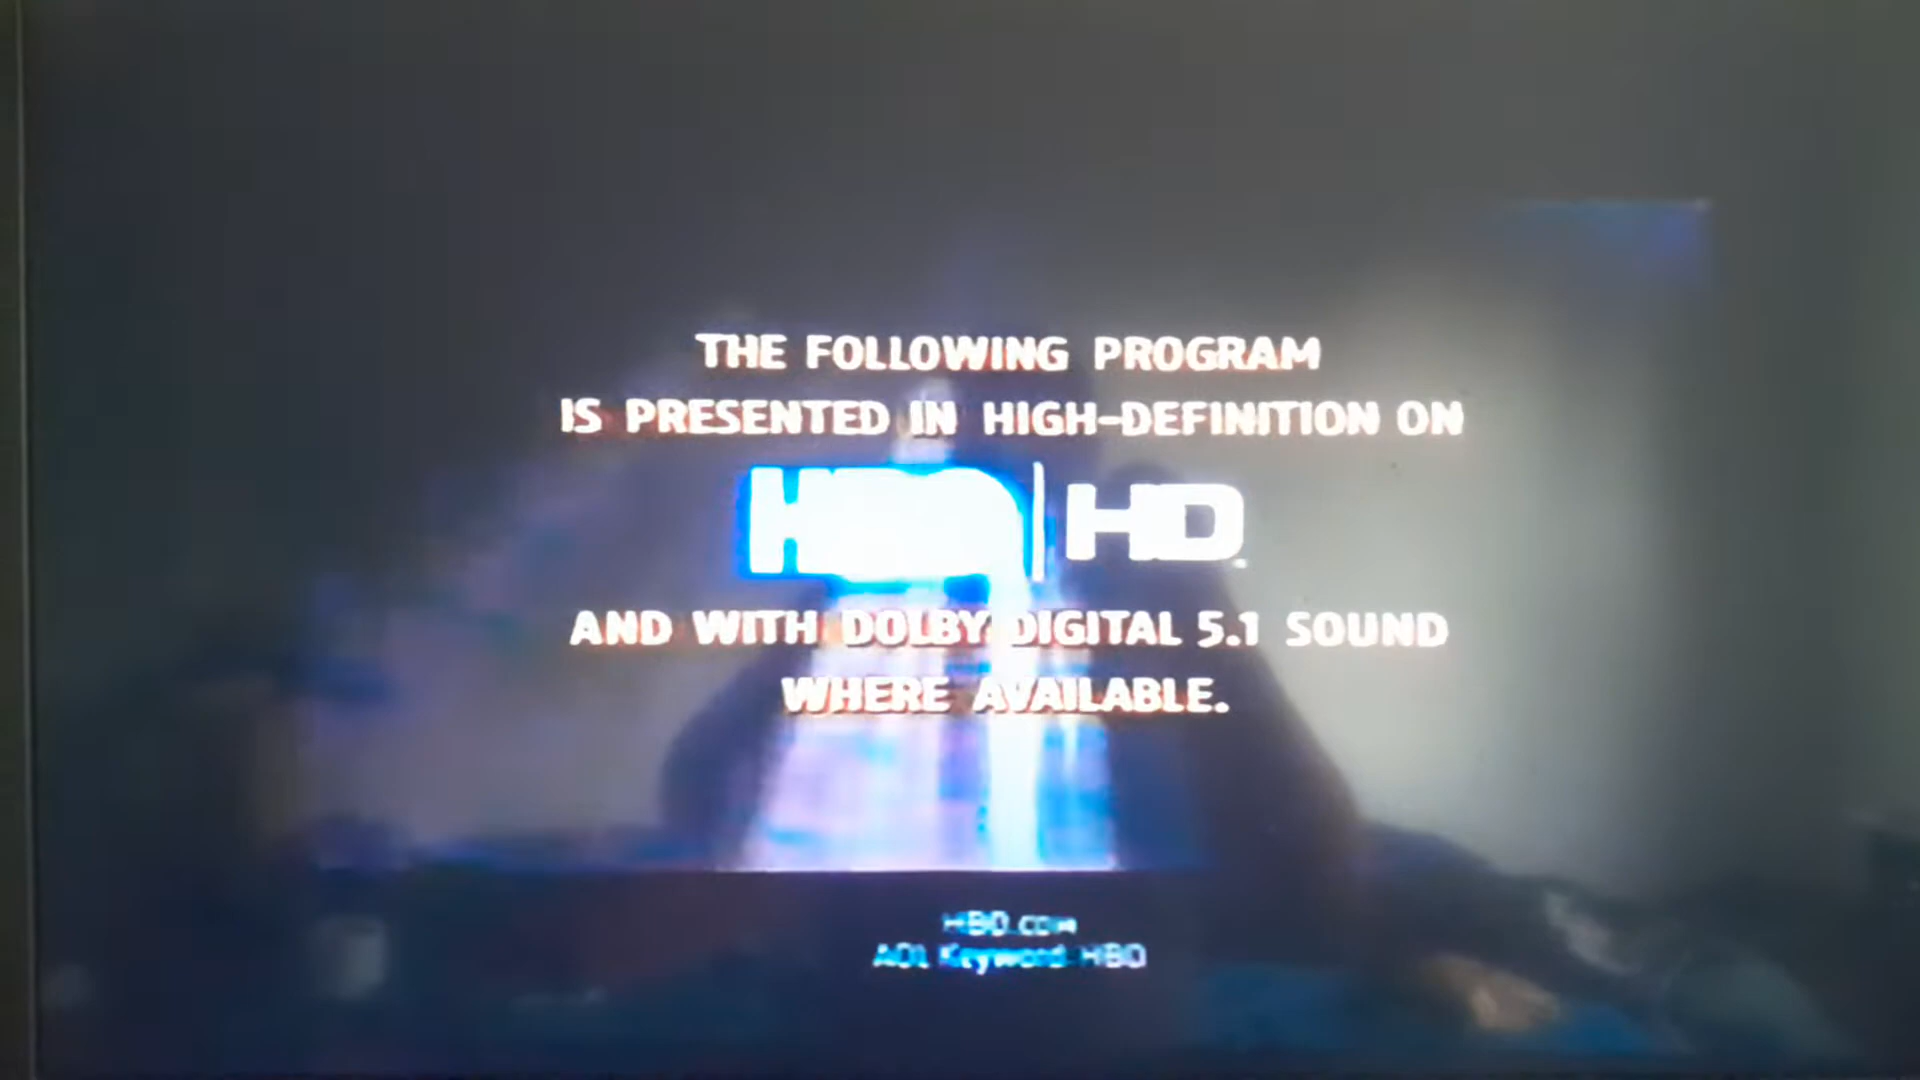 THE FOLLOWING PROGRAM
IS PRESENTED IN HIGH-DEFINITION ON
HBO | HD
AND WITH DOLBY DIGITAL 5.1 SOUND
WHERE AVAILABLE.
HBO.com
AOL Keyword: HBO